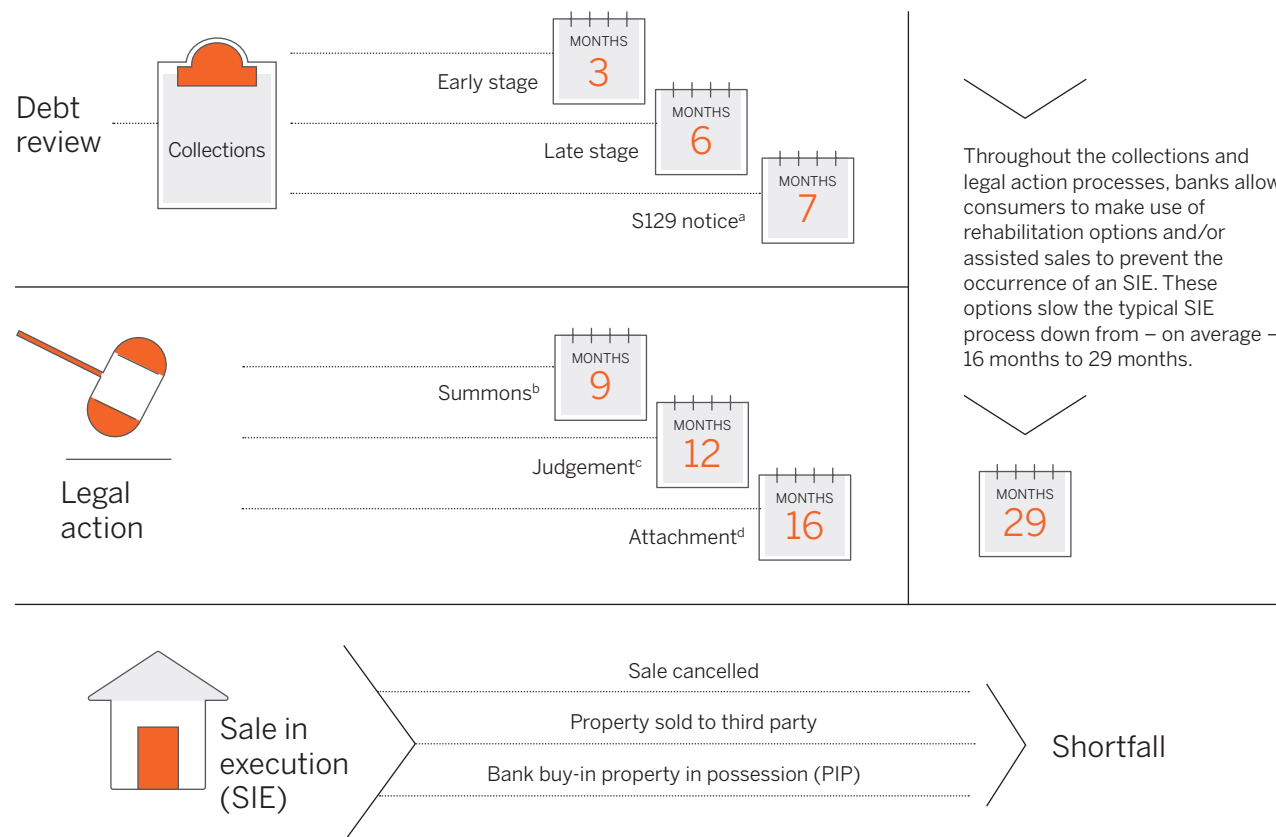 Debt
review
Collections
Early stage
MONTHS
3
Late stage
MONTHS
6
S129 noticeᵃ
MONTHS
7
Legal
action
Summonsᵇ
MONTHS
9
Judgementᶜ
MONTHS
12
Attachmentᵈ
MONTHS
16
Throughout the collections and
legal action processes, banks allow
consumers to make use of
rehabilitation options and/or
assisted sales to prevent the
occurrence of an SIE. These
options slow the typical SIE
process down from – on average –
16 months to 29 months.
MONTHS
29
Sale in
execution
(SIE)
Sale cancelled
Property sold to third party
Bank buy-in property in possession (PIP)
Shortfall